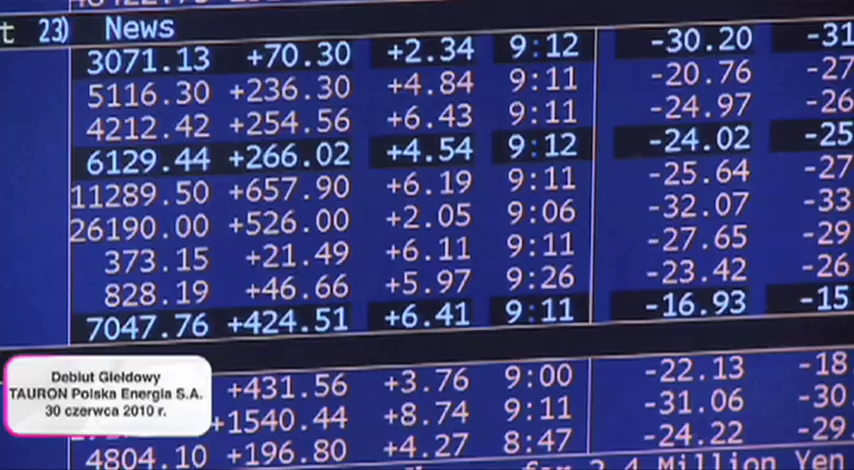 t 23) News
3071.13 +70.30 +2.34 9:12 -30.20 -31
5116.30 +236.30 +4.84 9:11 -20.76 -27
4212.42 +254.56 +6.43 9:11 -24.97 -26
6129.44 +266.02 +4.54 9:12 -24.02 -25
11289.50 +657.90 +6.19 9:11 -25.64 -27
26190.00 +526.00 +2.05 9:06 -32.07 -33
373.15 +21.49 +6.11 9:11 -27.65 -29
828.19 +46.66 +5.97 9:26 -23.42 -26
7047.76 +424.51 +6.41 9:11 -16.93 -15
+431.56 +3.76 9:00 -22.13 -18
+1540.44 +8.74 9:11 -31.06 -30
4804.10 +196.80 +4.27 8:47 -24.22 -29
Million Yen
Debiut Giełdowy
TAURON Polska Energia S.A.
30 czerwca 2010 r.